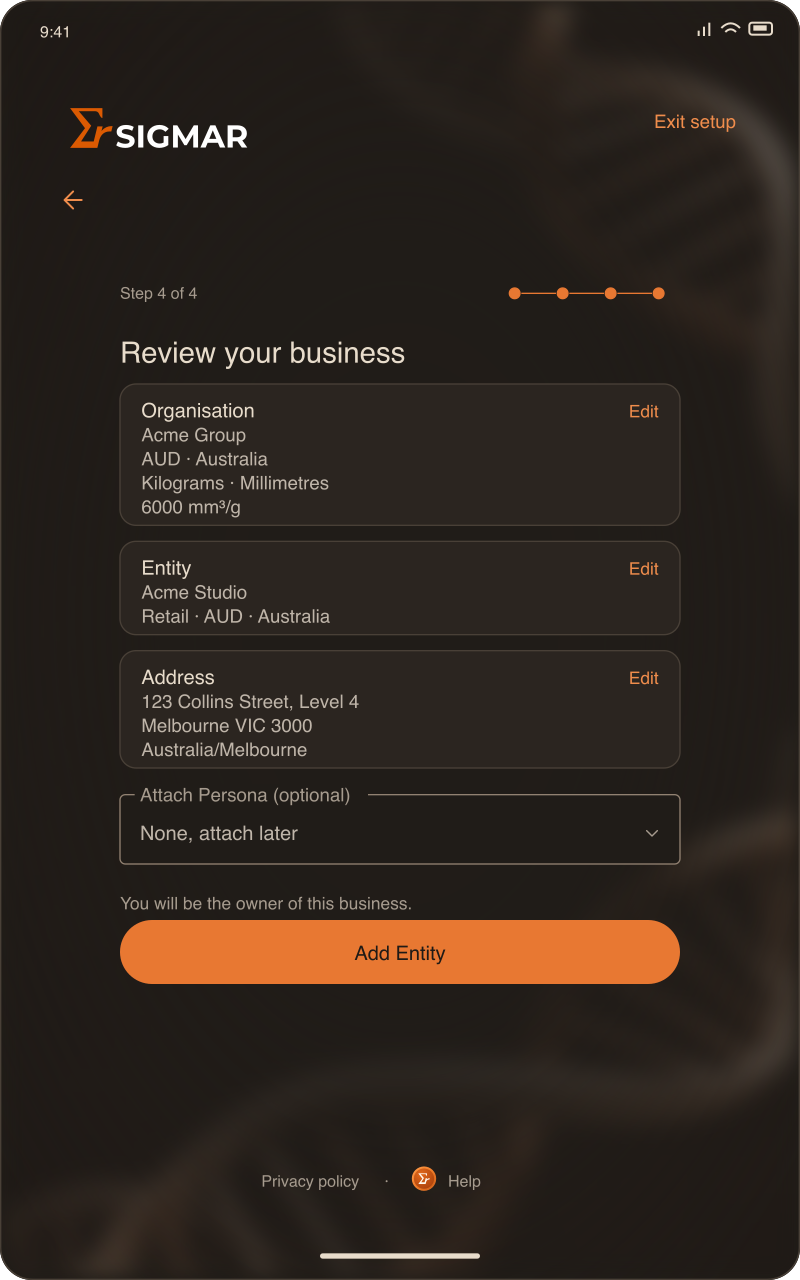 9:41
Σr SIGMAR
Exit setup
Step 4 of 4
Review your business
Organisation
Edit
Acme Group
AUD · Australia
Kilograms · Millimetres
6000 mm³/g
Entity
Edit
Acme Studio
Retail · AUD · Australia
Address
Edit
123 Collins Street, Level 4
Melbourne VIC 3000
Australia/Melbourne
Attach Persona (optional)
None, attach later
You will be the owner of this business.
Add Entity
Privacy policy · Σr Help